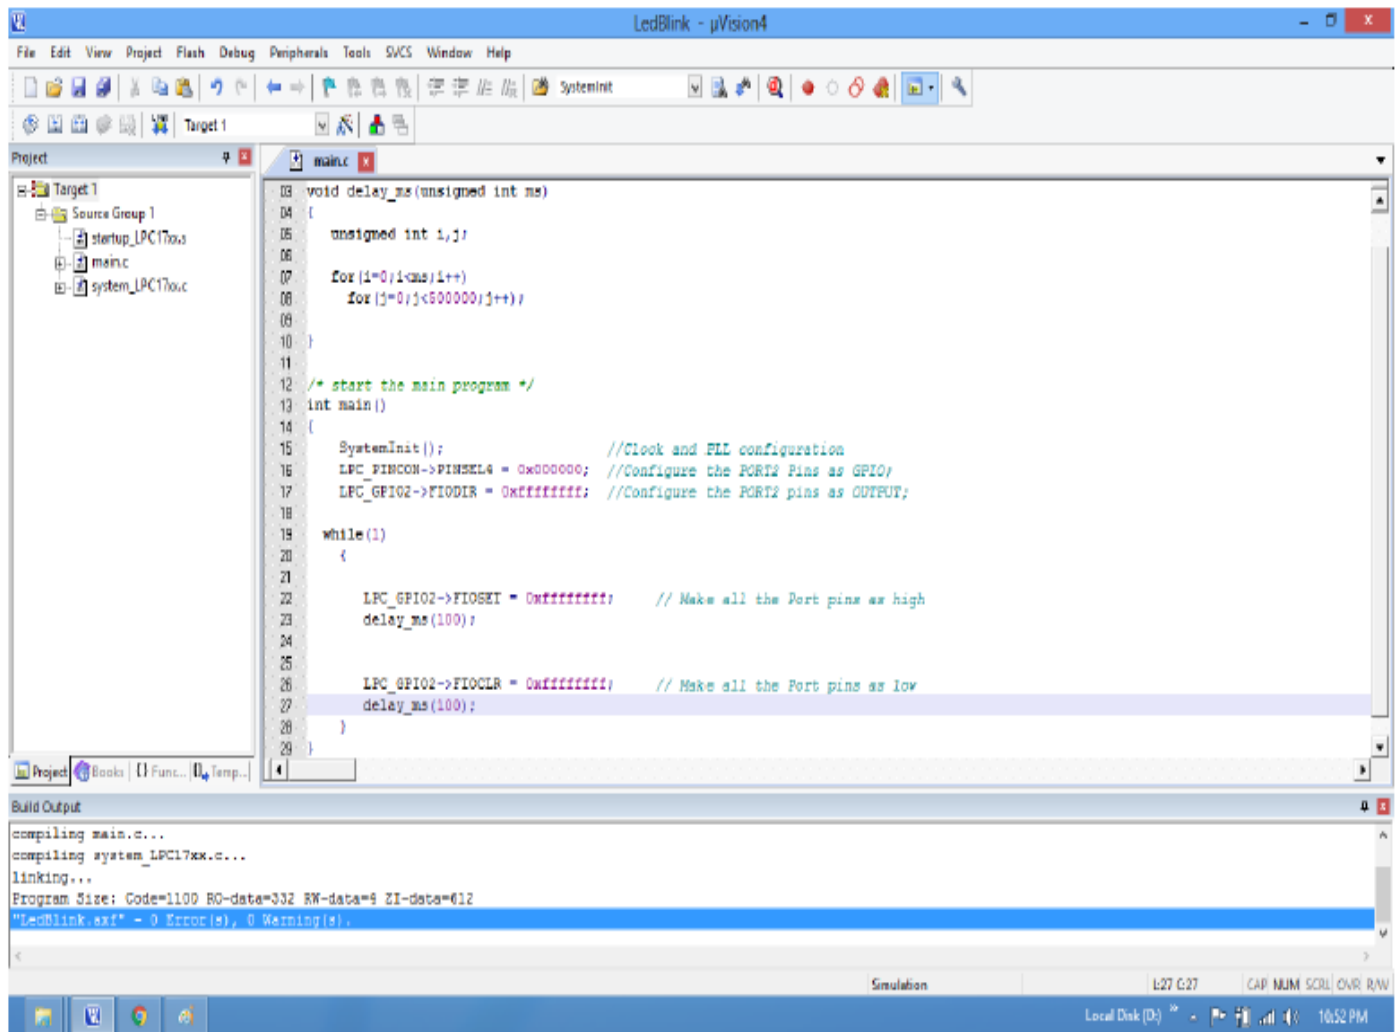 LedBlink - µVision4
File Edit View Project Flash Debug Peripherals Tools SVCS Window Help
SystemInit
Target 1
Project
main.c
Target 1
Source Group 1
startup_LPC17xx.s
main.c
system_LPC17xx.c
03 void delay_ms(unsigned int ms)
04 {
05 unsigned int i,j;
06
07 for(i=0;i<ms;i++)
08 for(j=0;j<500000;j++);
09
10 }
11
12 /* start the main program */
13 int main()
14 {
15 SystemInit(); //Clock and PLL configuration
16 LPC_PINCON->PINSEL4 = 0x000000; //Configure the PORT2 Pins as GPIO;
17 LPC_GPIO2->FIODIR = 0xffffffff; //Configure the PORT2 pins as OUTPUT;
18
19 while(1)
20 {
21
22 LPC_GPIO2->FIOSET = 0xffffffff; // Make all the Port pins as high
23 delay_ms(100);
24
25
26 LPC_GPIO2->FIOCLR = 0xffffffff; // Make all the Port pins as low
27 delay_ms(100);
28 }
29 }
Project Books {} Func... Temp...
Build Output
compiling main.c...
compiling system_LPC17xx.c...
linking...
Program Size: Code=1100 RO-data=332 RW-data=4 ZI-data=612
"LedBlink.axf" - 0 Error(s), 0 Warning(s).
Simulation L:27 C:27 CAP NUM SCRL OVR R/W
Local Disk (D:) 10:52 PM